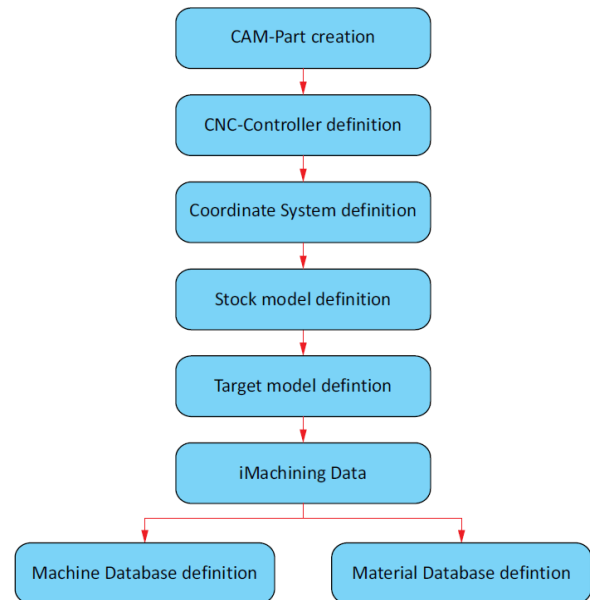 CAM-Part creation
CNC-Controller definition
Coordinate System definition
Stock model definition
Target model defintion
iMachining Data
Machine Database definition
Material Database defintion